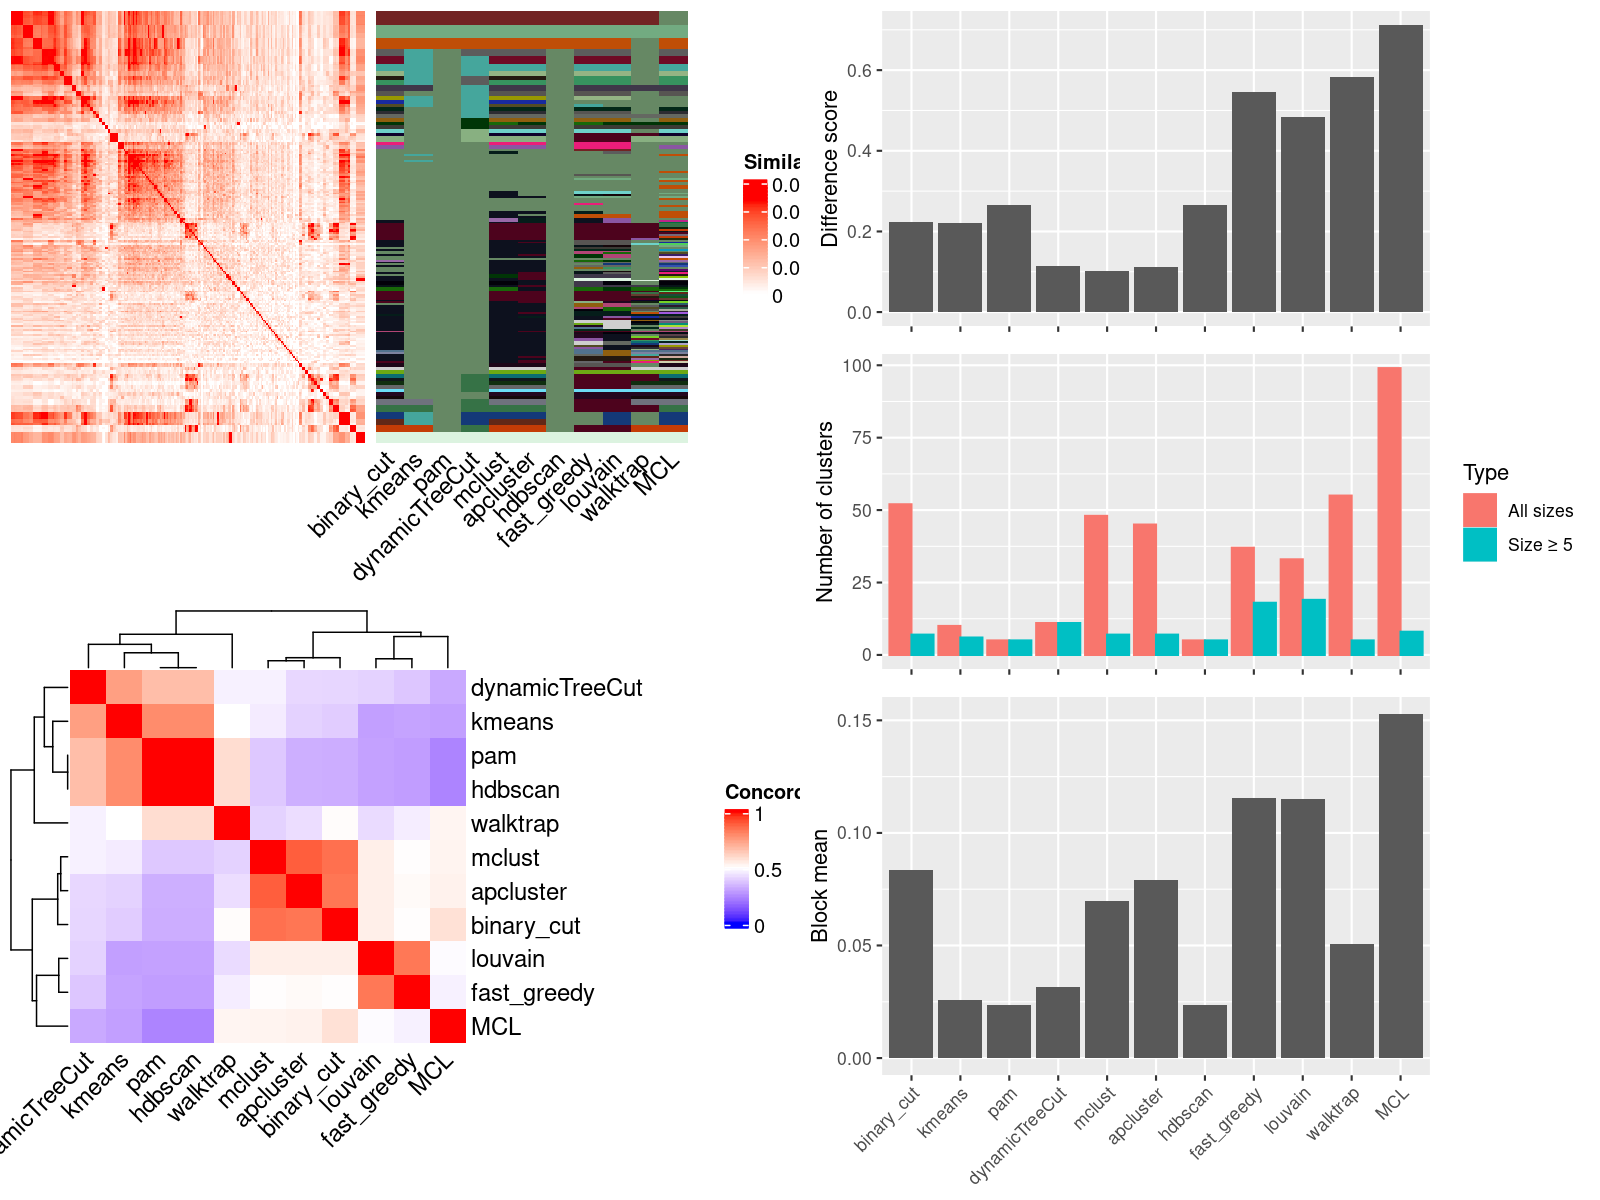 Simila
0.0
0.0
0.0
0.0
0
binary_cut
kmeans
pam
dynamicTreeCut
mclust
apcluster
hdbscan
fast_greedy
louvain
walktrap
MCL
dynamicTreeCut
kmeans
pam
hdbscan
walktrap
mclust
apcluster
binary_cut
louvain
fast_greedy
MCL
amicTreeCut
kmeans
pam
hdbscan
walktrap
mclust
apcluster
binary_cut
louvain
fast_greedy
MCL
Concord
1
0.5
0
Difference score
0.6
0.4
0.2
0.0
Number of clusters
100
75
50
25
0
Type
All sizes
Size ≥ 5
Block mean
0.15
0.10
0.05
0.00
binary_cut
kmeans
pam
dynamicTreeCut
mclust
apcluster
hdbscan
fast_greedy
louvain
walktrap
MCL